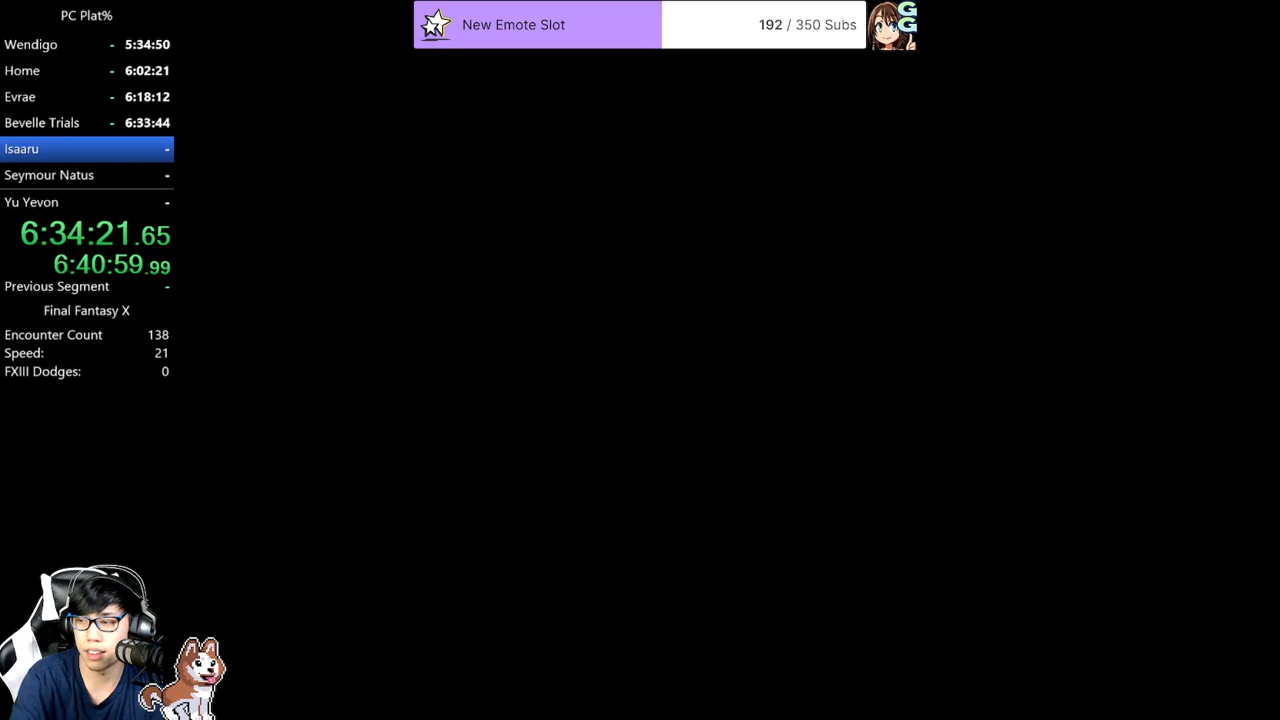 PC Plat%
Wendigo - 5:34:50
Home - 6:02:21
Evrae - 6:18:12
Bevelle Trials - 6:33:44
Isaaru -
Seymour Natus -
Yu Yevon -
6:34:21.65
6:40:59.99
Previous Segment -
Final Fantasy X
Encounter Count 138
Speed: 21
FXIII Dodges: 0
New Emote Slot 192 / 350 Subs
GG